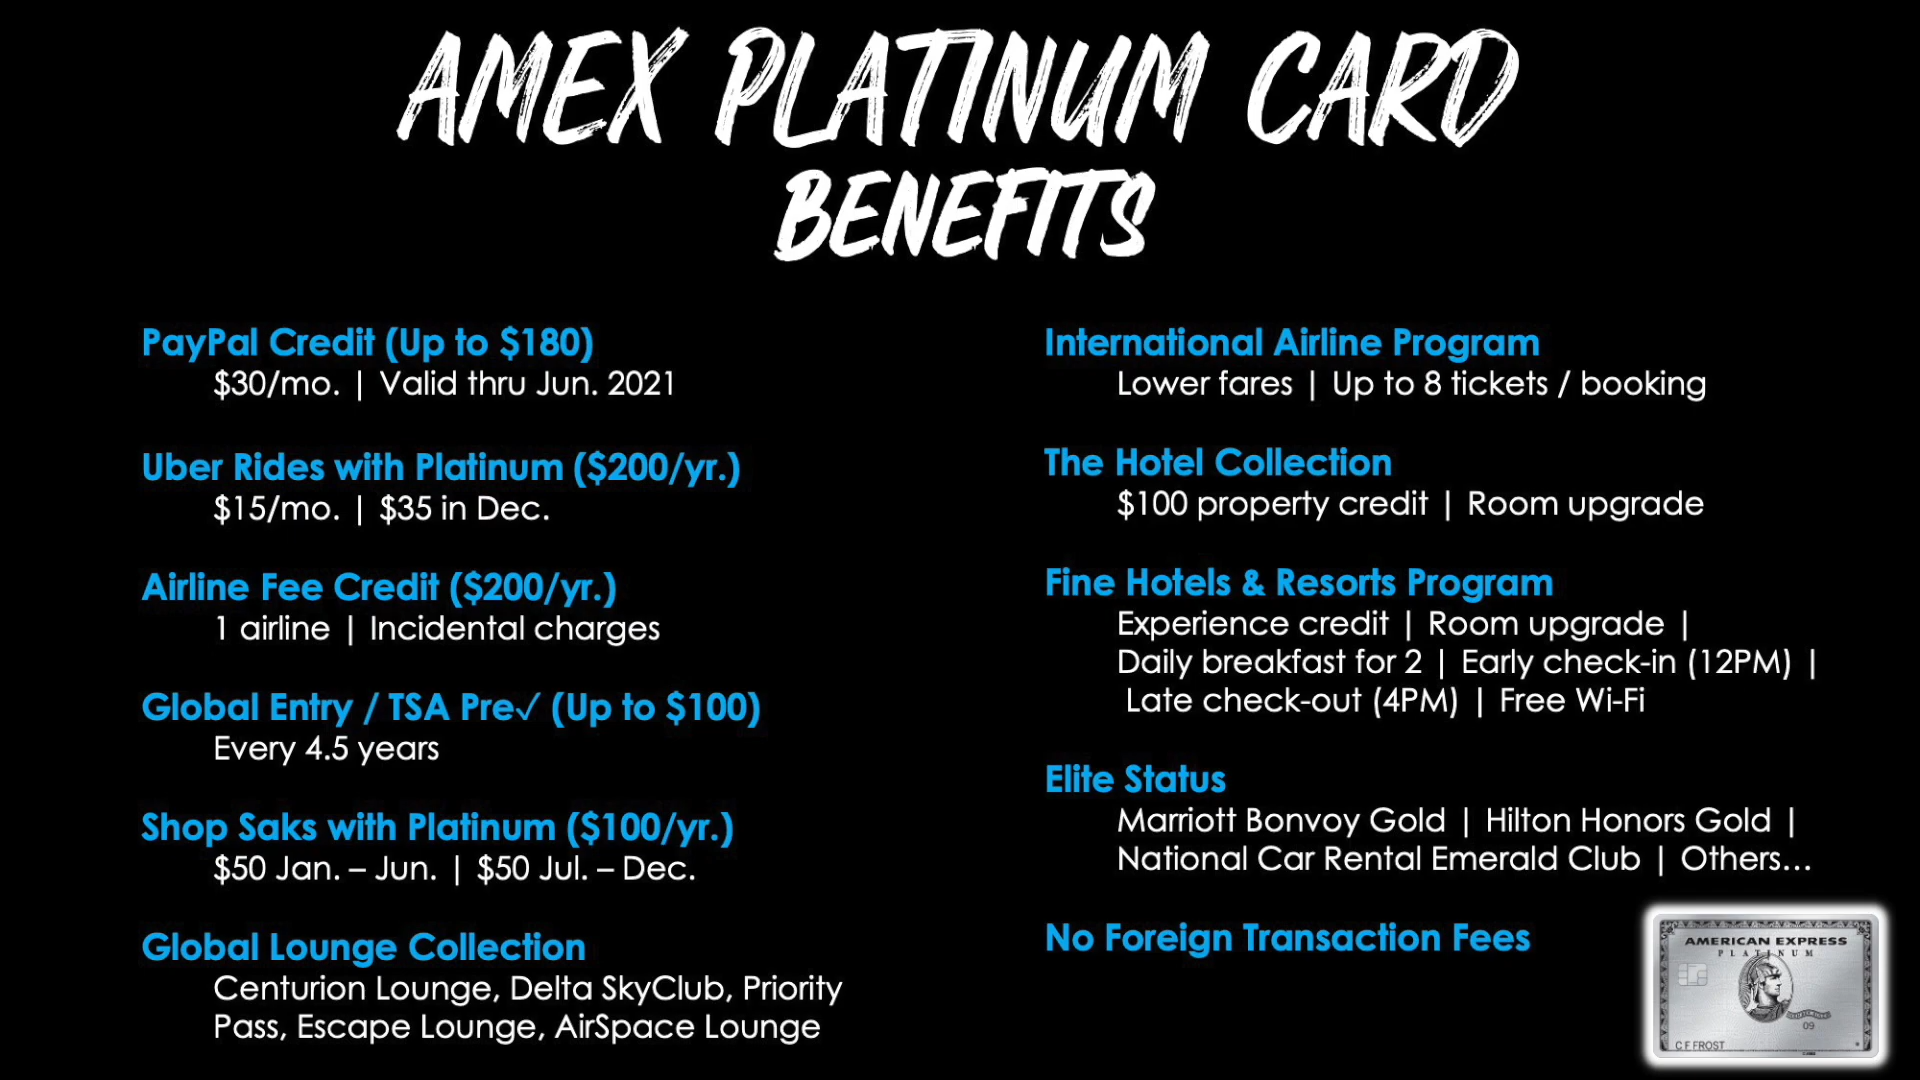 AMEX PLATINUM CARD
BENEFITS
PayPal Credit (Up to $180)
$30/mo. | Valid thru Jun. 2021
Uber Rides with Platinum ($200/yr.)
$15/mo. | $35 in Dec.
Airline Fee Credit ($200/yr.)
1 airline | Incidental charges
Global Entry / TSA Pre✓ (Up to $100)
Every 4.5 years
Shop Saks with Platinum ($100/yr.)
$50 Jan. – Jun. | $50 Jul. – Dec.
Global Lounge Collection
Centurion Lounge, Delta SkyClub, Priority
Pass, Escape Lounge, AirSpace Lounge
International Airline Program
Lower fares | Up to 8 tickets / booking
The Hotel Collection
$100 property credit | Room upgrade
Fine Hotels & Resorts Program
Experience credit | Room upgrade |
Daily breakfast for 2 | Early check-in (12PM) |
Late check-out (4PM) | Free Wi-Fi
Elite Status
Marriott Bonvoy Gold | Hilton Honors Gold |
National Car Rental Emerald Club | Others...
No Foreign Transaction Fees
AMERICAN EXPRESS
PLATINUM
09
C F FROST